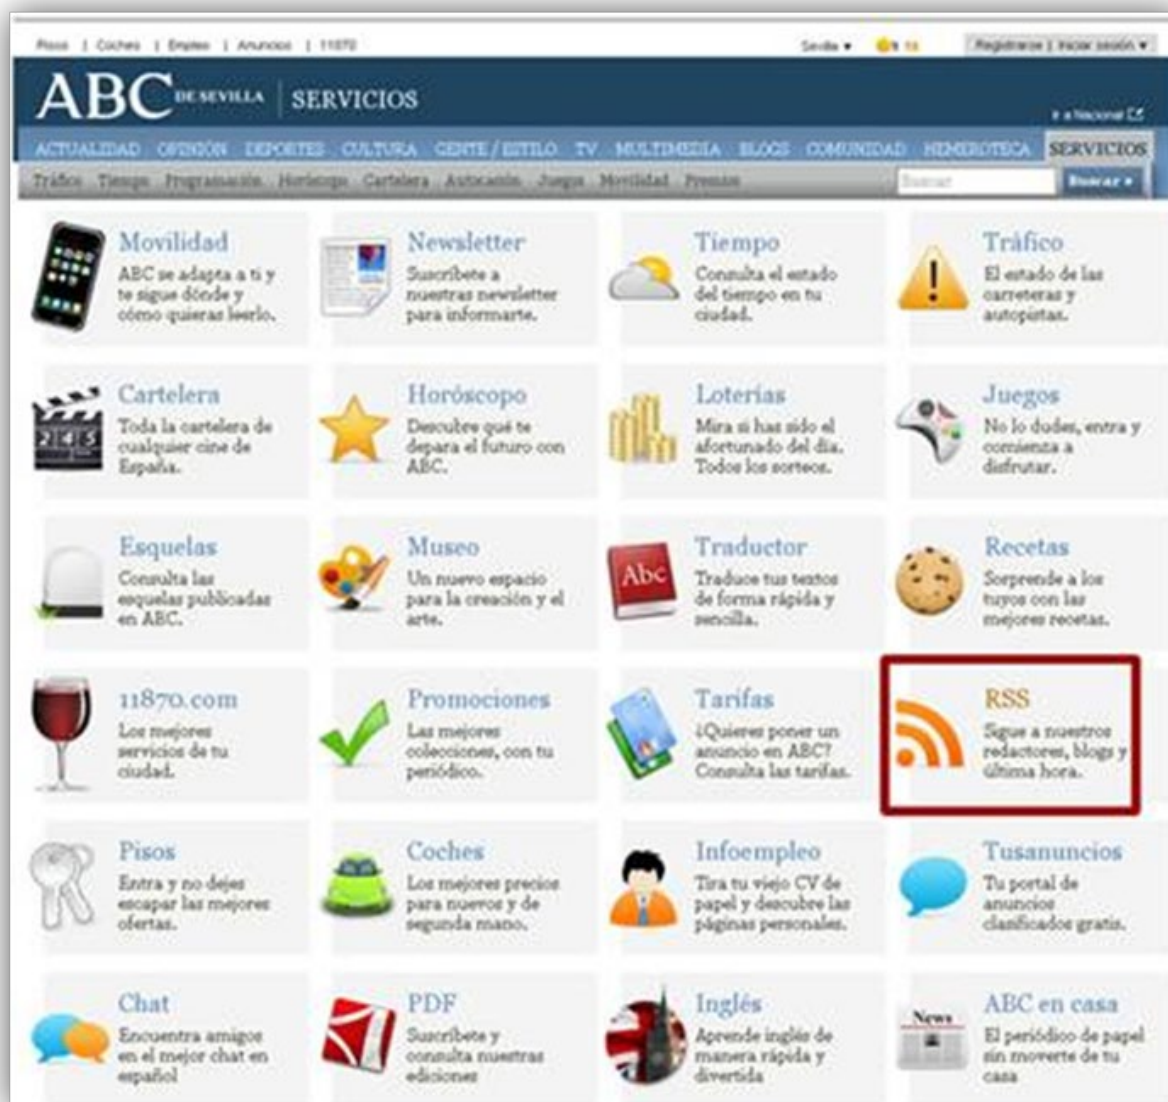 Pisos | Coches | Empleo | Anuncios | 11870
Sevilla
Registrarse | Iniciar sesión
ABC DE SEVILLA SERVICIOS
Ir a Nacional
ACTUALIDAD OPINIÓN DEPORTES CULTURA GENTE/ESTILO TV MULTIMEDIA BLOGS COMUNIDAD HEMEROTECA SERVICIOS
Tráfico Tiempo Programación Horóscopo Cartelera Autocasión Juegos Movilidad Premios
Buscar
Buscar
Movilidad
ABC se adapta a ti y
te sigue dónde y
cómo quieras leerlo.
Newsletter
Suscríbete a
nuestras newsletter
para informarte.
Tiempo
Consulta el estado
del tiempo en tu
ciudad.
Tráfico
El estado de las
carreteras y
autopistas.
Cartelera
Toda la cartelera de
cualquier cine de
España.
Horóscopo
Descubre qué te
depara el futuro con
ABC.
Loterías
Mira si has sido el
afortunado del día.
Todos los sorteos.
Juegos
No lo dudes, entra y
comienza a
disfrutar.
Esquelas
Consulta las
esquelas publicadas
en ABC.
Museo
Un nuevo espacio
para la creación y el
arte.
Abc
Traductor
Traduce tus textos
de forma rápida y
sencilla.
Recetas
Sorprende a los
tuyos con las
mejores recetas.
11870.com
Los mejores
servicios de tu
ciudad.
Promociones
Las mejores
colecciones, con tu
periódico.
Tarifas
¿Quieres poner un
anuncio en ABC?
Consulta las tarifas.
RSS
Sigue a nuestros
redactores, blogs y
última hora.
Pisos
Entra y no dejes
escapar las mejores
ofertas.
Coches
Los mejores precios
para nuevos y de
segunda mano.
Infoempleo
Tira tu viejo CV de
papel y descubre las
páginas personales.
Tusanuncios
Tu portal de
anuncios
clasificados gratis.
Chat
Encuentra amigos
en el mejor chat en
español
PDF
Suscríbete y
consulta nuestras
ediciones
Inglés
Aprende inglés de
manera rápida y
divertida
News
ABC en casa
El periódico de papel
sin moverte de tu
casa